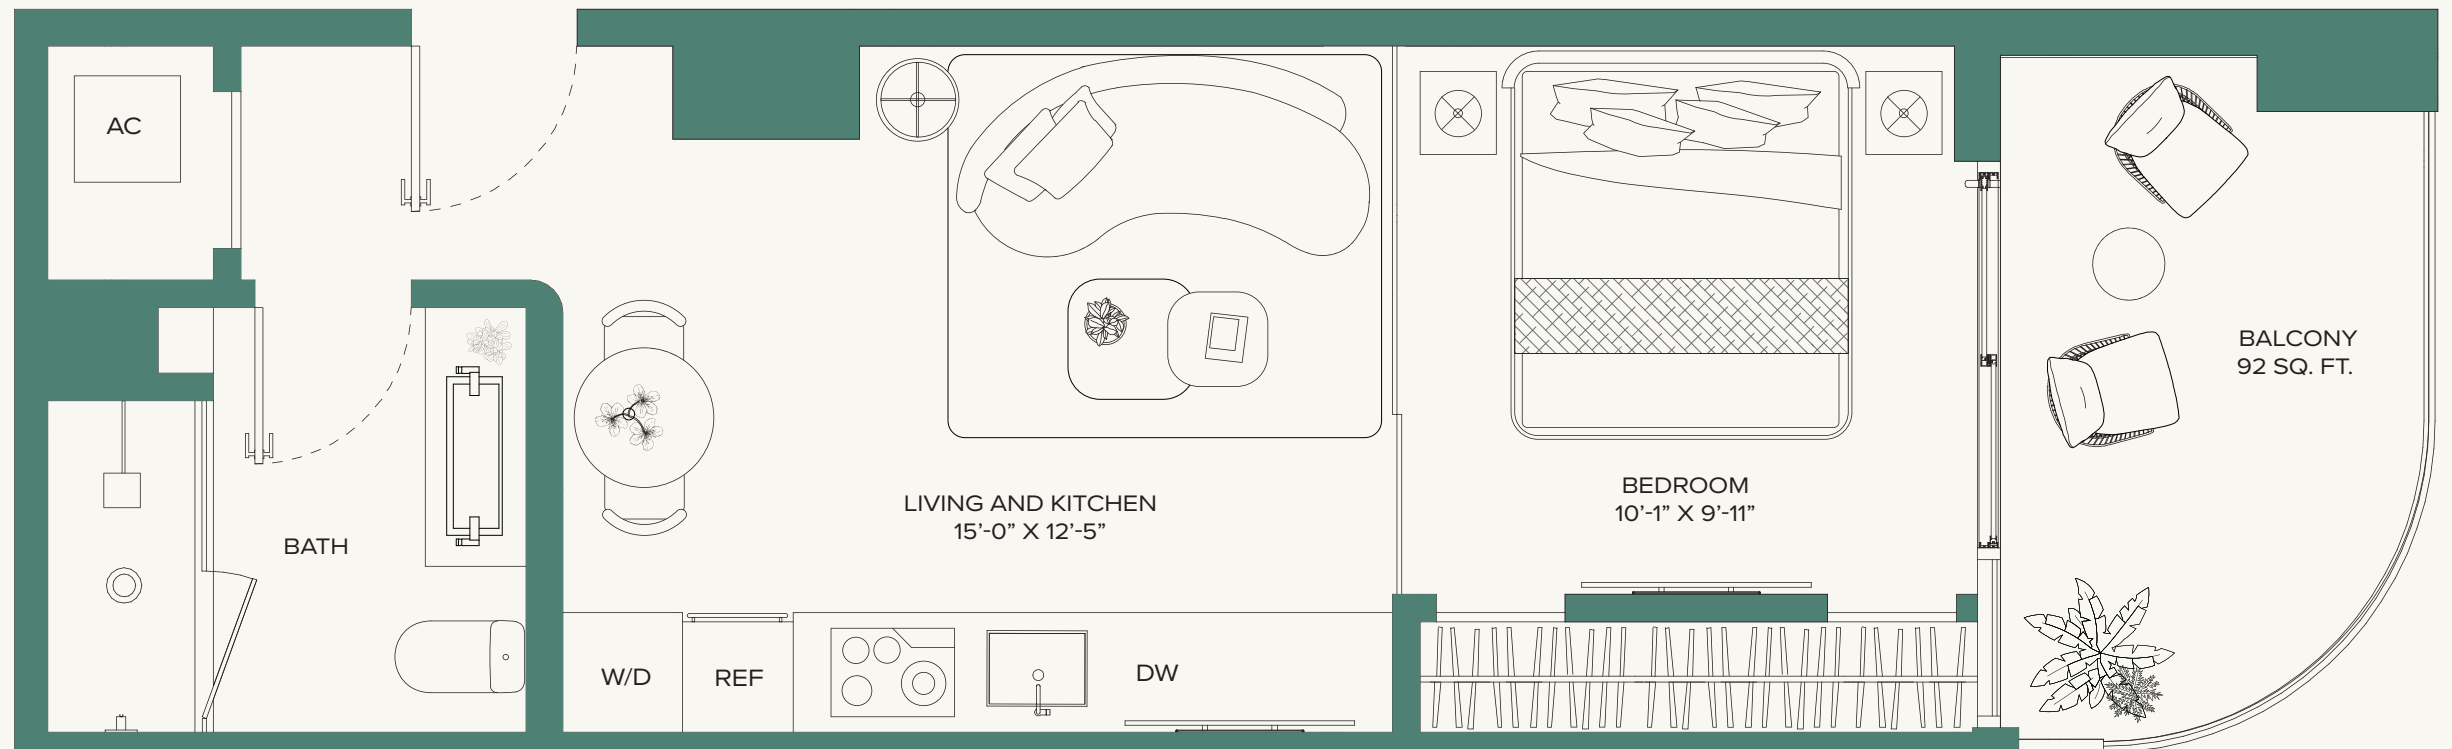 AC
BALCONY
92 SQ. FT.
BEDROOM
10’-1” X 9’-11”
LIVING AND KITCHEN
15’-0” X 12’-5”
BATH
W/D
REF
DW